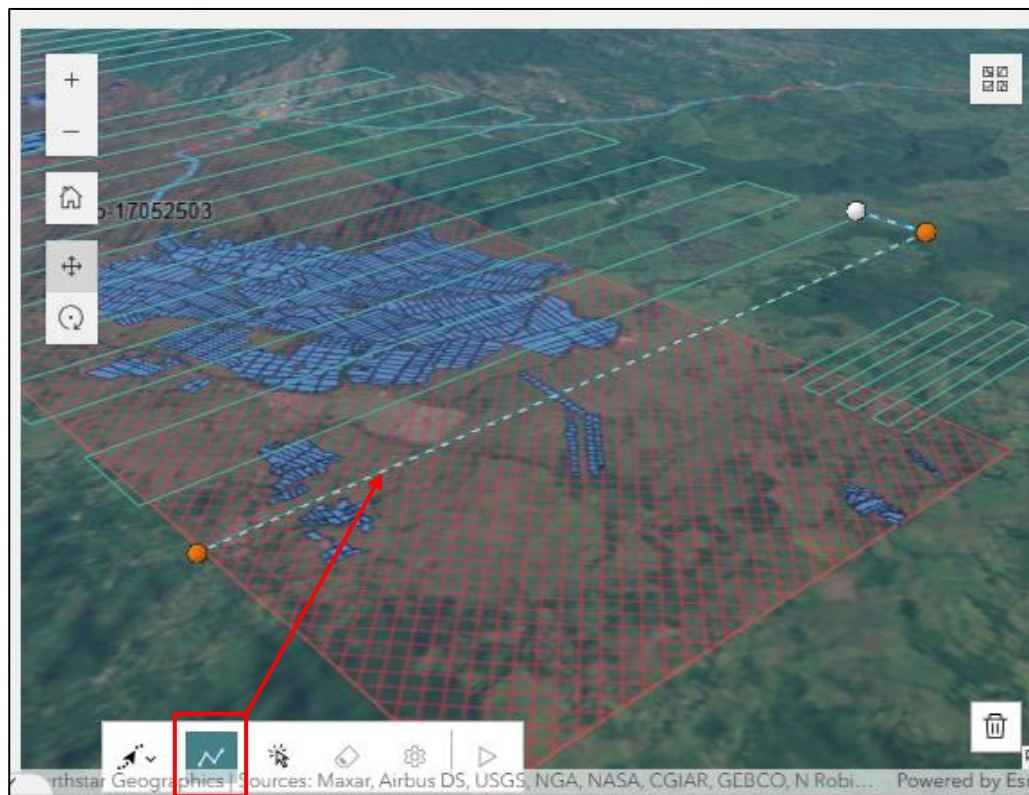 -17052503
rthstar Geographics | Sources: Maxar, Airbus DS, USGS, NGA, NASA, CGIAR, GEBCO, N Robi... Powered by Es